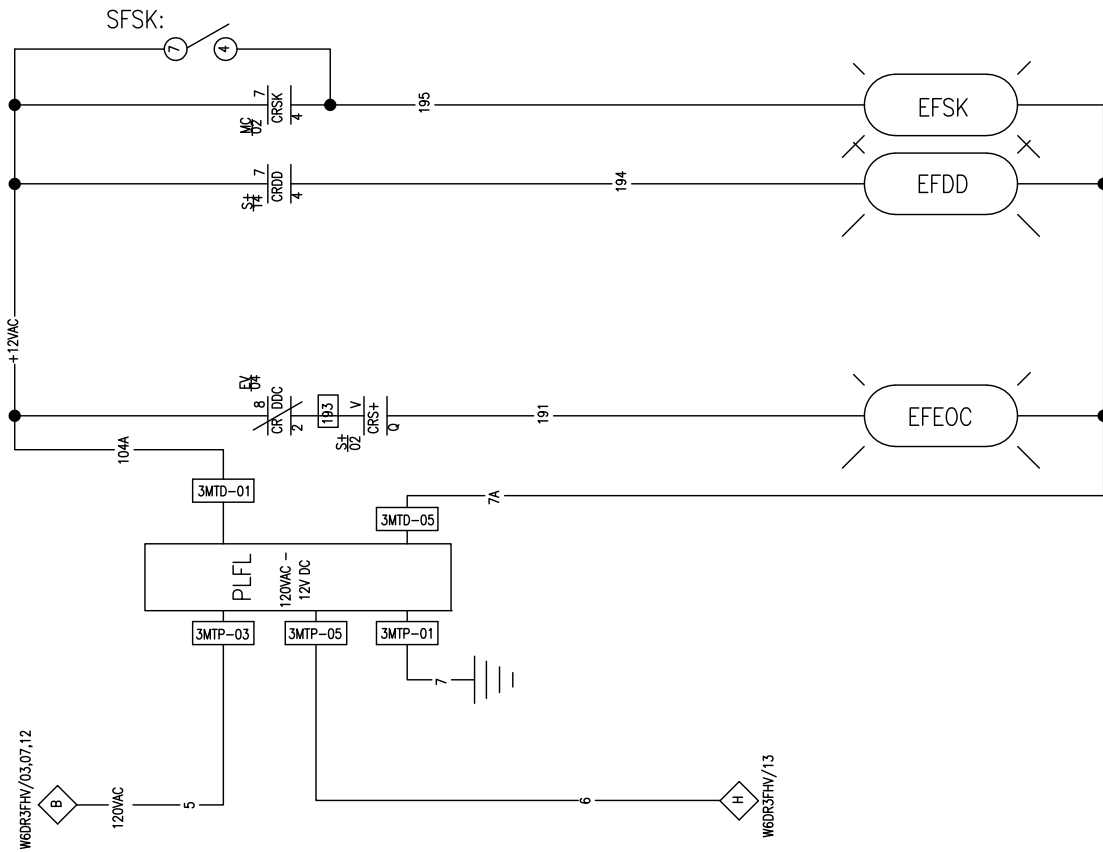 SFSK:
7
4
MC
02
7
CRSK
4
195
EFSK
S+
14
7
CRDD
4
194
EFDD
+12VAC
EV
04
8
CR DDC
2
193
S+
02
V
CRS+
Q
191
EFEOC
104A
3MTD-01
3MTD-05
7A
PLFL
120VAC -
12V DC
3MTP-03
3MTP-05
3MTP-01
7
W6DR3FHV/03,07,12
B
120VAC
5
6
H
W6DR3FHV/13